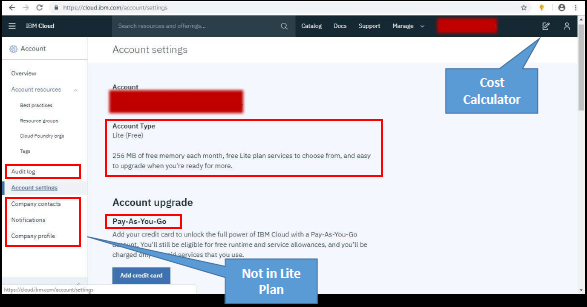 https://cloud.ibm.com/account/settings
IBM Cloud
Search resources and offerings...
Catalog
Docs
Support
Manage
Account
Account settings
Overview
Account resources
Best practices
Resource groups
Cloud Foundry orgs
Tags
Audit log
Account settings
Company contacts
Notifications
Company profile
Account
Account Type
Lite (Free)
256 MB of free memory each month, free Lite plan services to choose from, and easy
to upgrade when you're ready for more.
Account upgrade
Pay-As-You-Go
Add your credit card to unlock the full power of IBM Cloud with a Pay-As-You-Go
account. You'll still be eligible for free runtime and service allowances, and you'll be
charged only services that you use.
Add credit card
Cost
Calculator
Not in Lite
Plan
https://cloud.ibm.com/account/settings